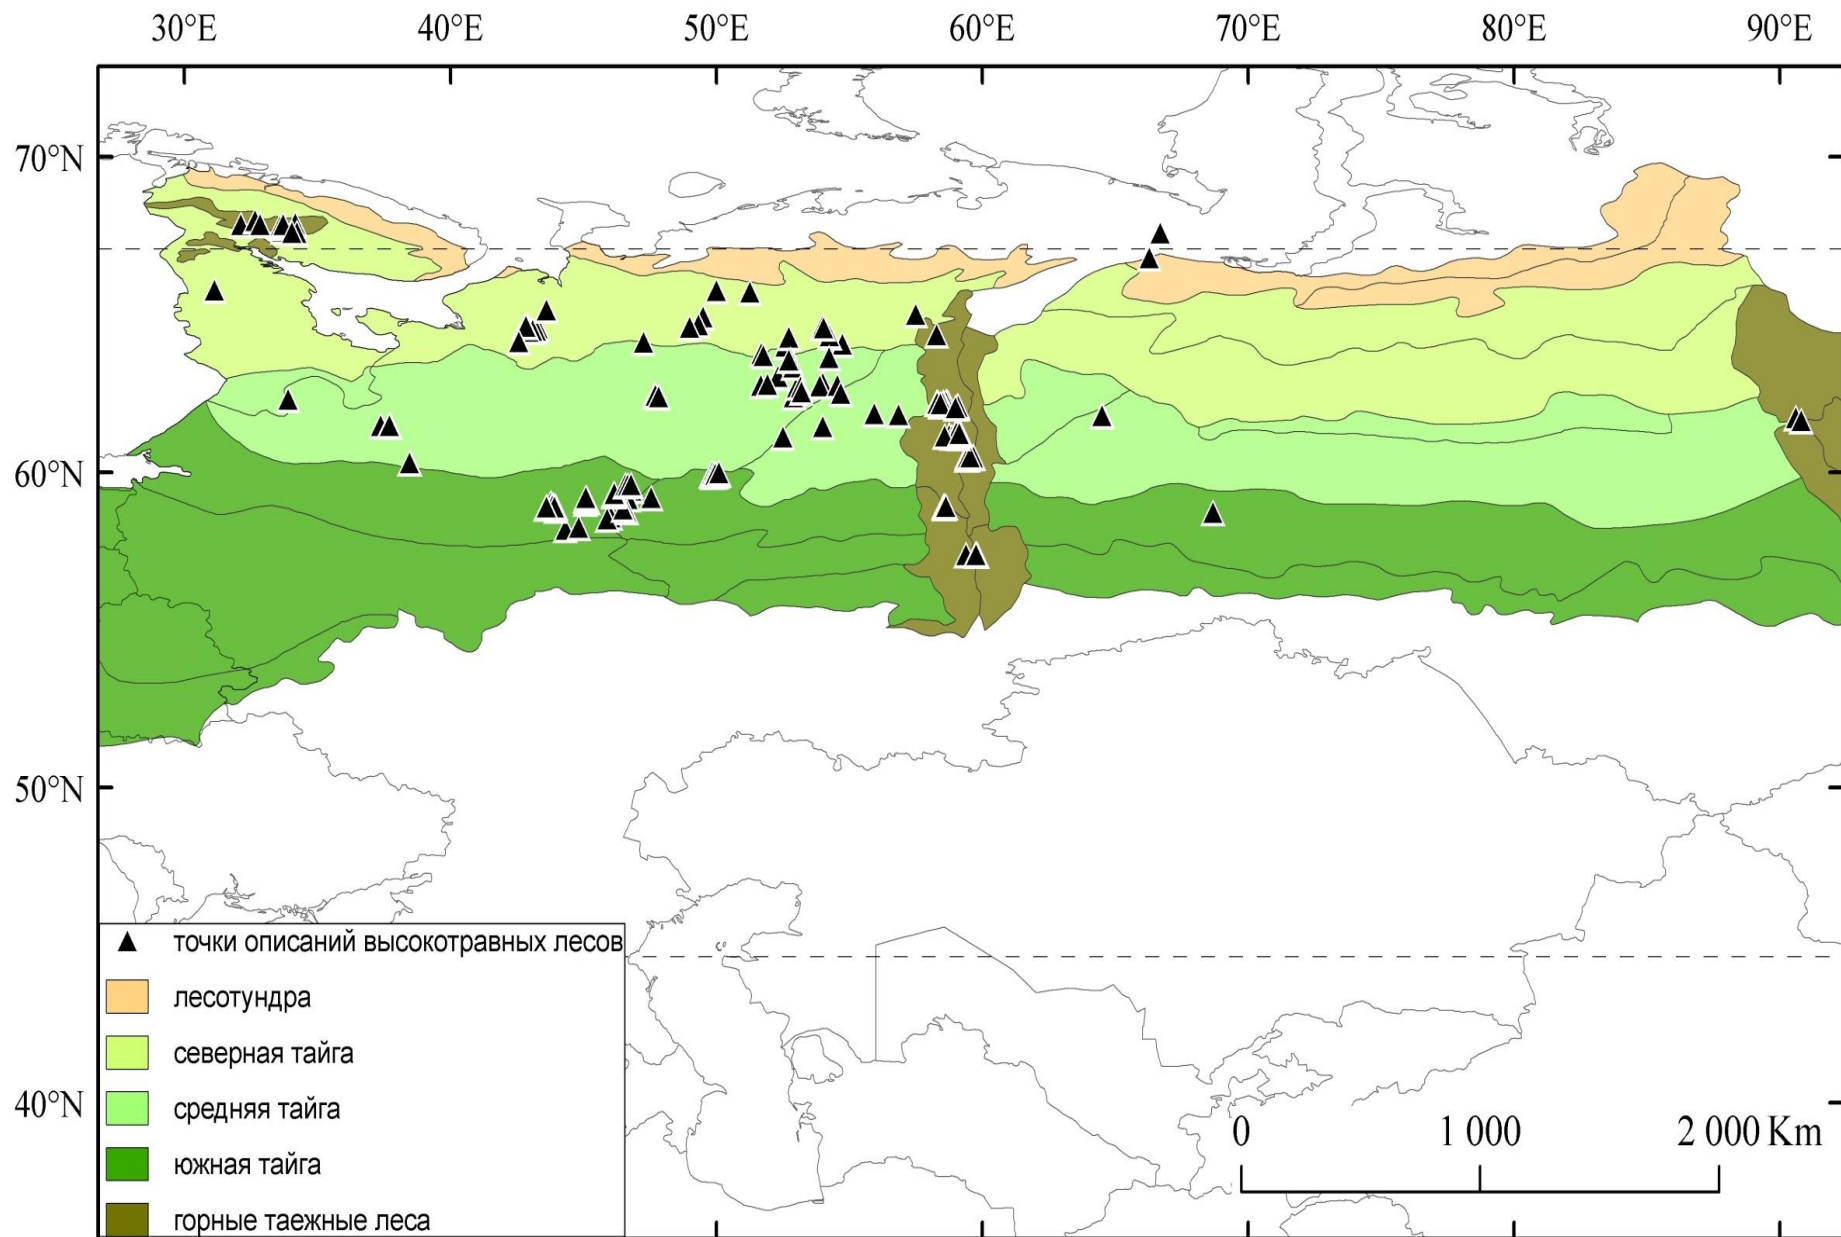 30°E 40°E 50°E 60°E 70°E 80°E 90°E
70°N
60°N
50°N
40°N
точки описаний высокотравных лесов
лесотундра
северная тайга
средняя тайга
южная тайга
горные таежные леса
0 1 000 2 000 Km